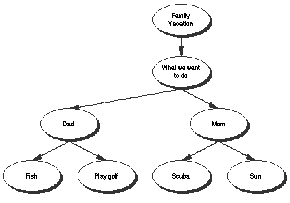 Family
Vacation
What we want
to do
Dad
Mom
Fish
Play golf
Scuba
Sun